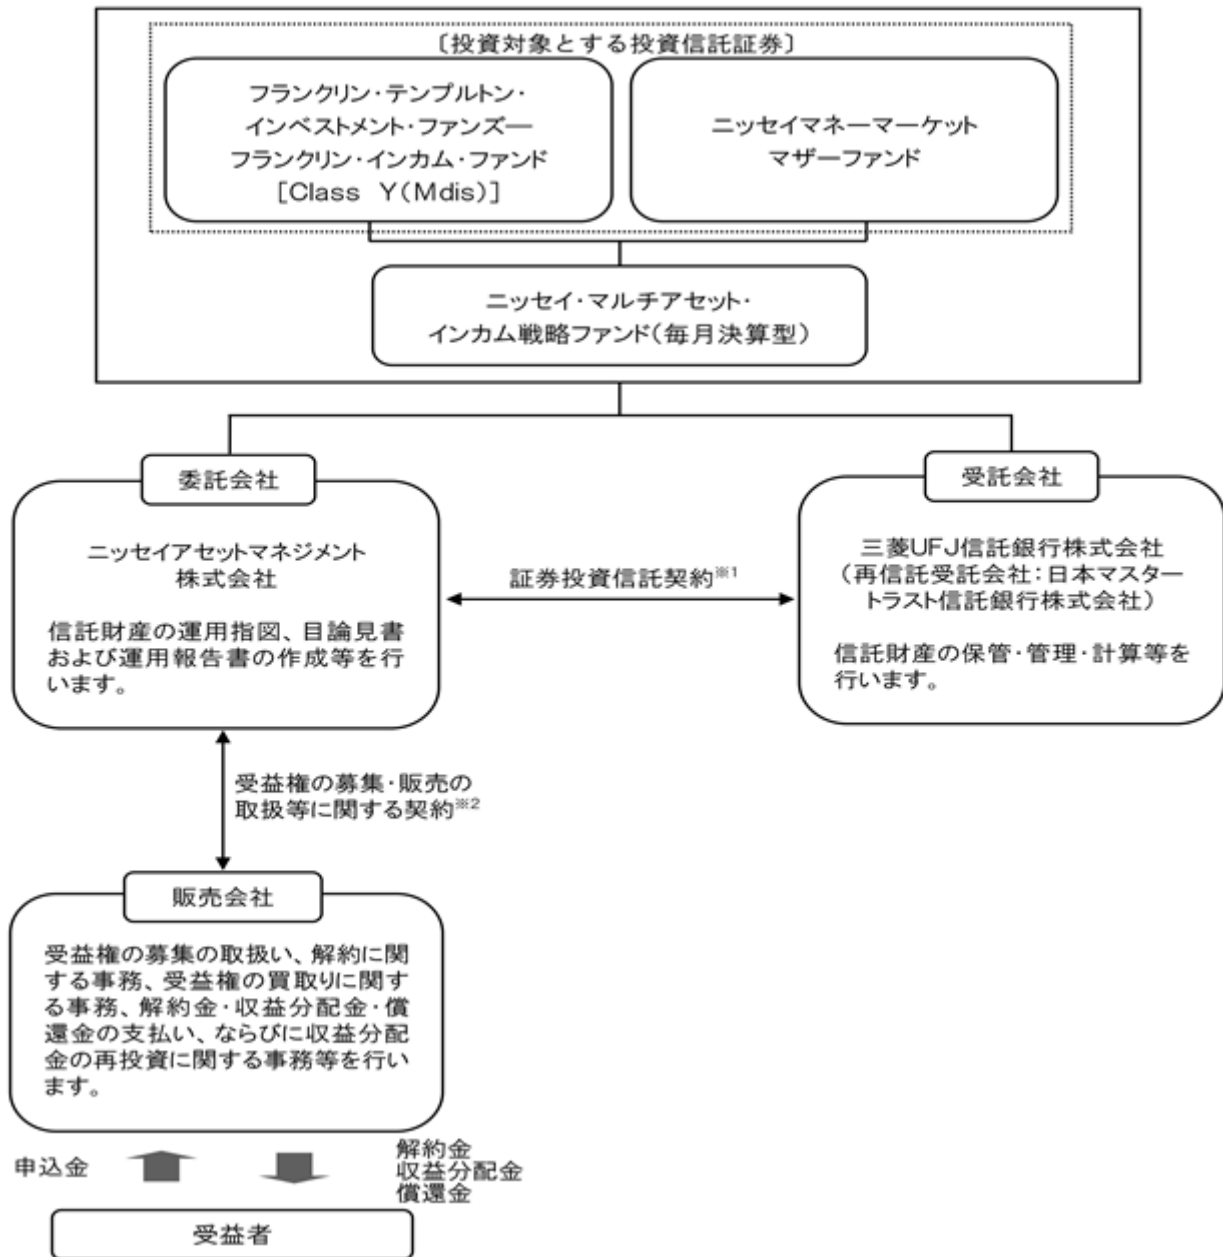 〔投資対象とする投資信託証券〕
フランクリン・テンプルトン・
インベストメント・ファンズ―
フランクリン・インカム・ファンド
[Class Y(Mdis)]
ニッセイマネーマーケット
マザーファンド
ニッセイ・マルチアセット・
インカム戦略ファンド(毎月決算型)
委託会社
ニッセイアセットマネジメント
株式会社
信託財産の運用指図、目論見書
および運用報告書の作成等を行
います。
証券投資信託契約※1
受託会社
三菱UFJ信託銀行株式会社
(再信託受託会社:日本マスター
トラスト信託銀行株式会社)
信託財産の保管・管理・計算等を
行います。
受益権の募集・販売の
取扱等に関する契約※2
販売会社
受益権の募集の取扱い、解約に関
する事務、受益権の買取りに関す
る事務、解約金・収益分配金・償
還金の支払い、ならびに収益分配
金の再投資に関する事務等を行い
ます。
申込金
解約金
収益分配金
償還金
受益者